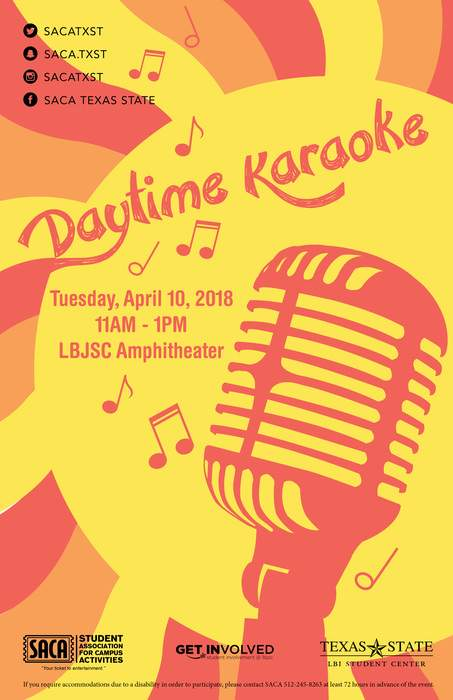 SACATXST
SACA.TXST
SACATXST
SACA TEXAS STATE
Daytime Karaoke
Tuesday, April 10, 2018
11AM - 1PM
LBJSC Amphitheater
SACA
STUDENT
ASSOCIATION
FOR CAMPUS
ACTIVITIES
"Your ticket to entertainment."
GET INVOLVED
student involvement @ lbjsc
TEXAS STATE
LBJ STUDENT CENTER
If you require accommodations due to a disability in order to participate, please contact SACA 512-245-8263 at least 72 hours in advance of the event